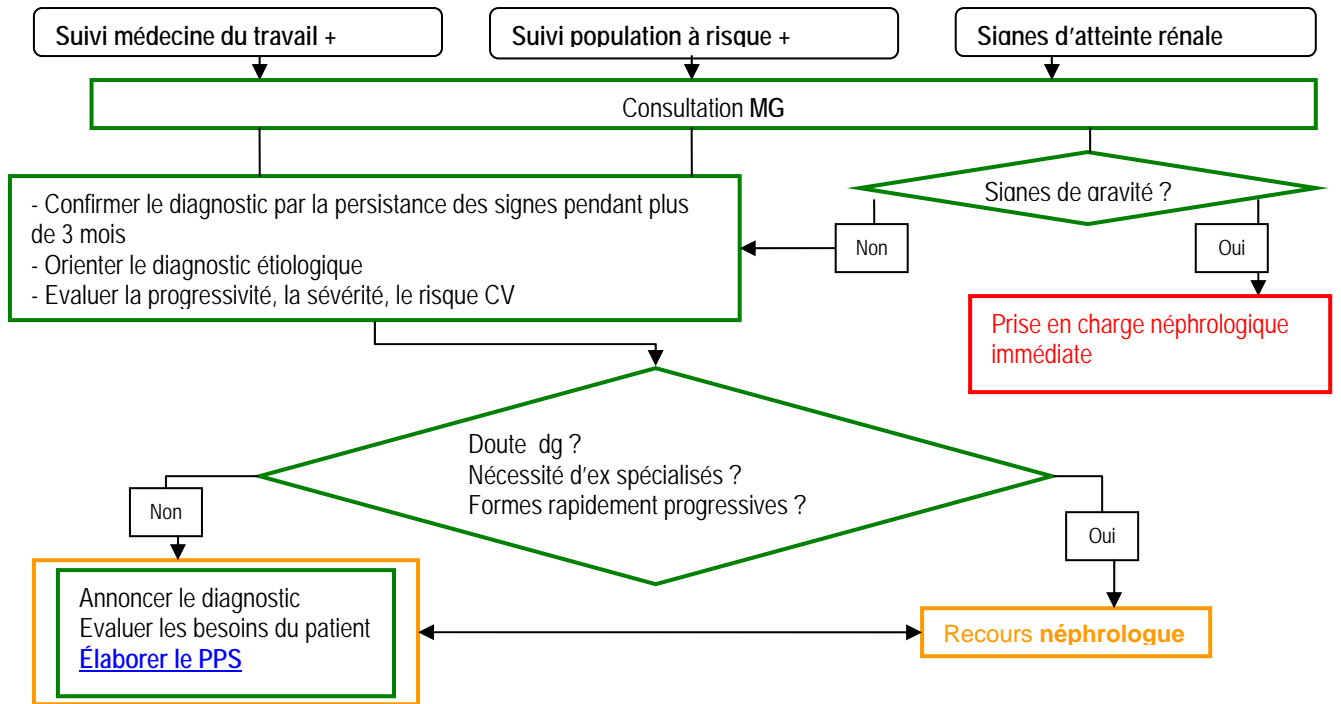 Suivi médecine du travail +
Suivi population à risque +
Signes d'atteinte rénale
Consultation MG
Signes de gravité ?
- Confirmer le diagnostic par la persistance des signes pendant plus
de 3 mois
- Orienter le diagnostic étiologique
- Evaluer la progressivité, la sévérité, le risque CV
Non
Oui
Prise en charge néphrologique
immédiate
Doute dg ?
Nécessité d'ex spécialisés ?
Formes rapidement progressives ?
Non
Oui
Annoncer le diagnostic
Evaluer les besoins du patient
Élaborer le PPS
Recours néphrologue